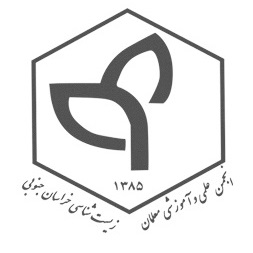 ۱۳۸۵
انجمن علمی و آموزشی معلمان
زیست شناسی خراسان جنوبی